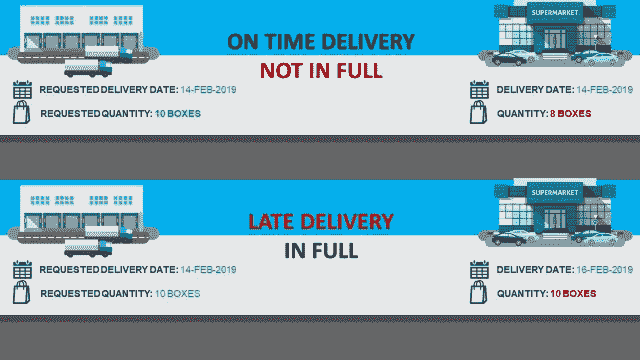 SUPERMARKET
ON TIME DELIVERY
NOT IN FULL
REQUESTED DELIVERY DATE: 14-FEB-2019
DELIVERY DATE: 14-FEB-2019
REQUESTED QUANTITY: 10 BOXES
QUANTITY: 8 BOXES
SUPERMARKET
LATE DELIVERY
IN FULL
REQUESTED DELIVERY DATE: 14-FEB-2019
DELIVERY DATE: 16-FEB-2019
REQUESTED QUANTITY: 10 BOXES
QUANTITY: 10 BOXES